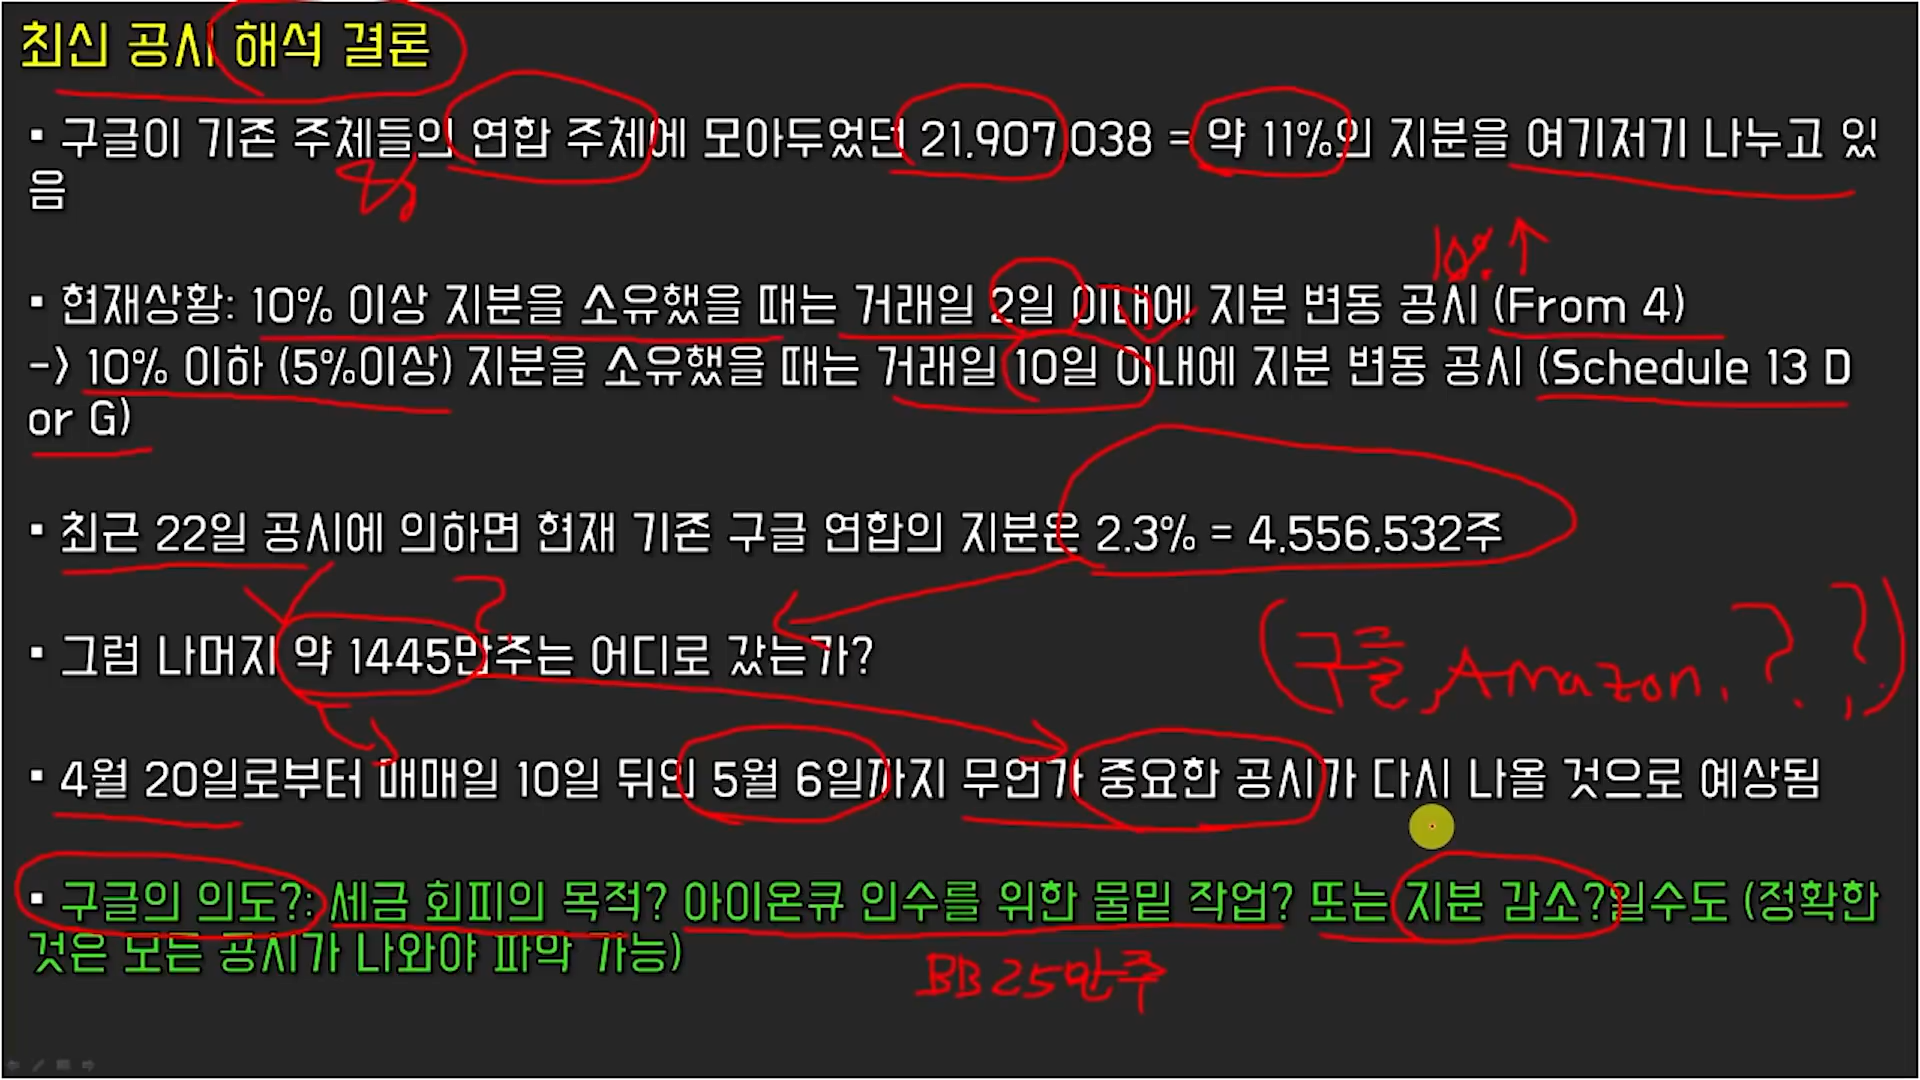 최신 공시 해석 결론
▪ 구글이 기존 주체들의 연합 주체에 모아두었던 21.907.038 = 약 11%의 지분을 여기저기 나누고 있
음
10% ↑
▪ 현재상황: 10% 이상 지분을 소유했을 때는 거래일 2일 이내에 지분 변동 공시 (From 4)
-> 10% 이하 (5%이상) 지분을 소유했을 때는 거래일 10일 이내에 지분 변동 공시 (Schedule 13 D
or G)
▪ 최근 22일 공시에 의하면 현재 기존 구글 연합의 지분은 2.3% = 4.556.532주
?
▪ 그럼 나머지 약 1445만주는 어디로 갔는가?
(구글, Amazon, ?, ?)
▪ 4월 20일로부터 매매일 10일 뒤인 5월 6일까지 무언가 중요한 공시가 다시 나올 것으로 예상됨
▪ 구글의 의도?: 세금 회피의 목적? 아이온큐 인수를 위한 물밑 작업? 또는 지분 감소?일수도 (정확한
것은 모든 공시가 나와야 파악 가능)
BB 25만주